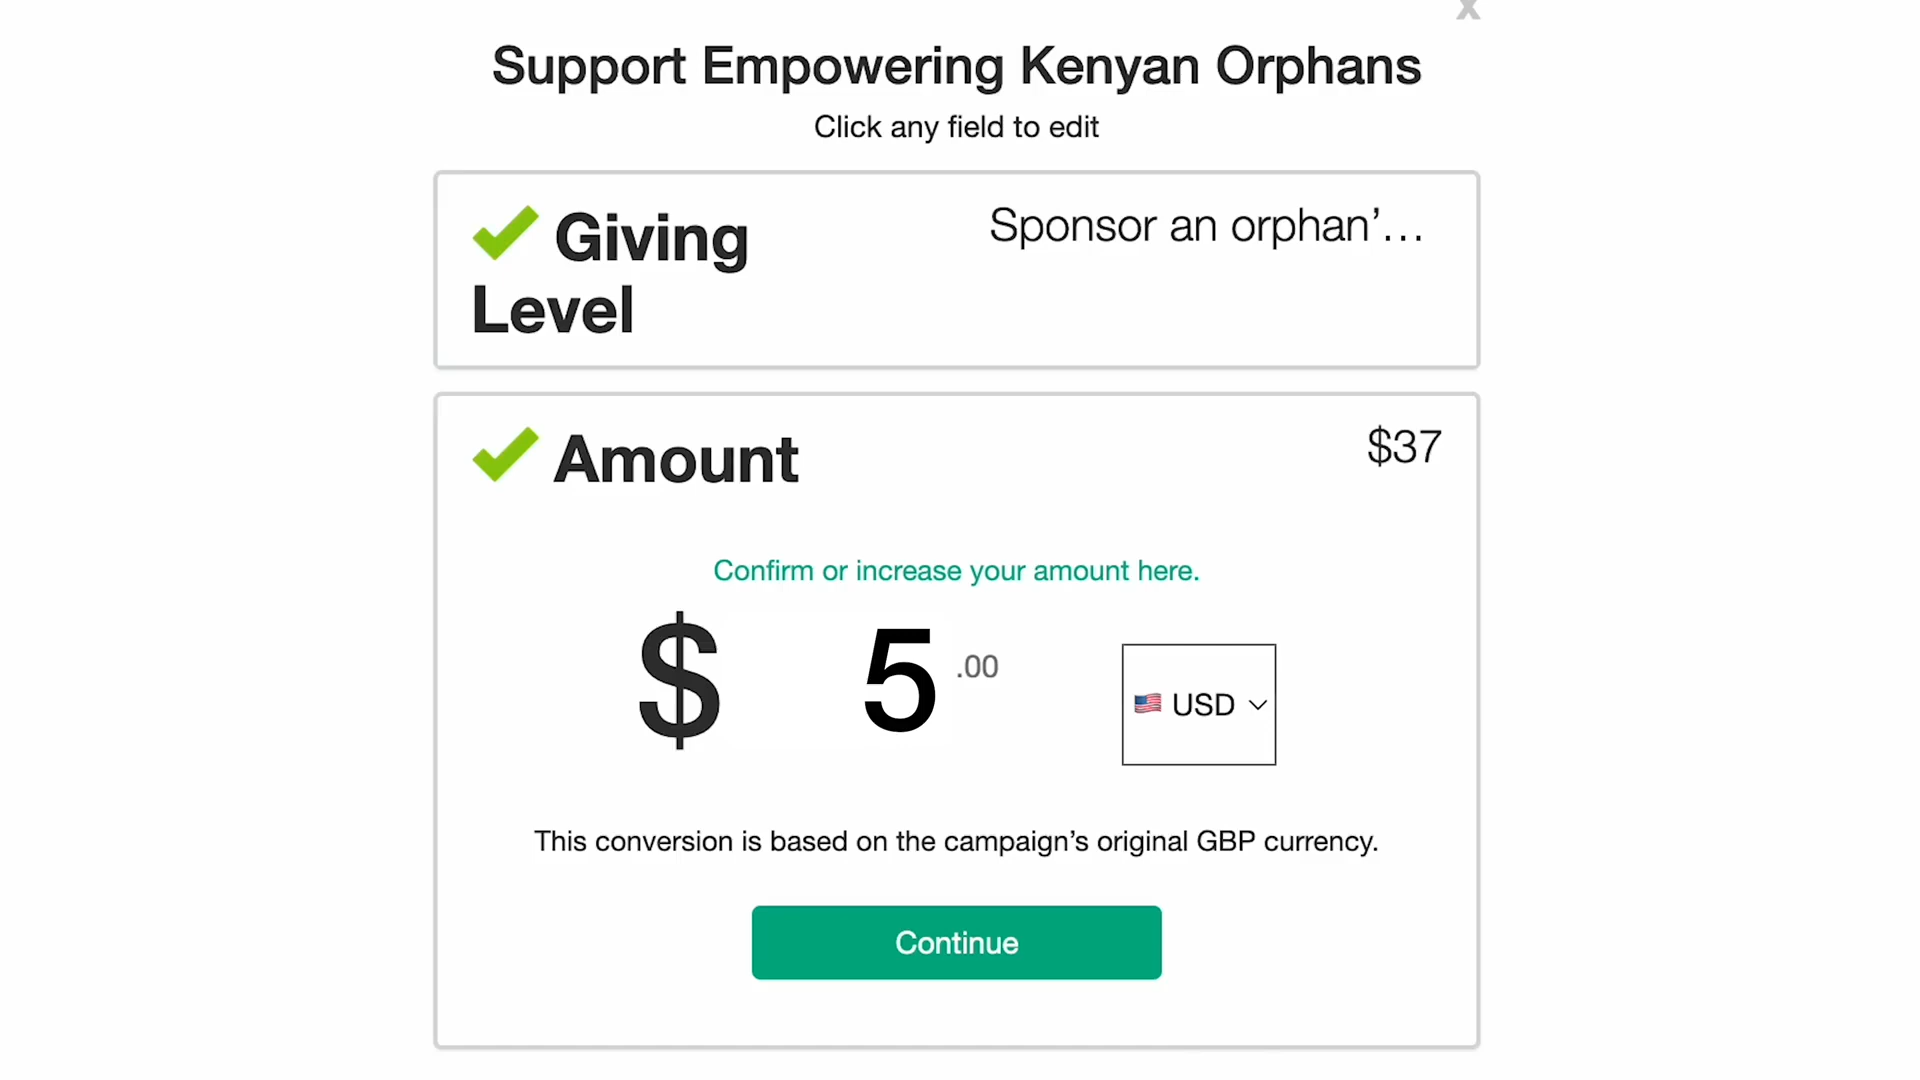 x
Support Empowering Kenyan Orphans
Click any field to edit
Giving Level
Sponsor an orphan’…
Amount
$37
Confirm or increase your amount here.
$ 5 .00
USD
This conversion is based on the campaign’s original GBP currency.
Continue